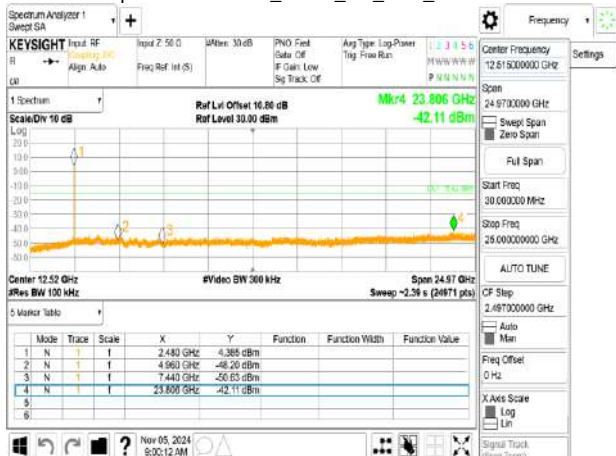 Spectrum Analyzer 1
Swept SA
Frequency
KEYSIGHT
Input: RF
Coupling: DC
Align: Auto
Input Z: 50 Ω
Freq Ref: Int (S)
#Atten: 30 dB
PNO: Fast
Gate: Off
IF Gain: Low
Sig Track: Off
Avg Type: Log-Power
Trig: Free Run
1 2 3 4 5 6
M W W W W W
P N N N N N
Center Frequency
12.515000000 GHz
Settings
Span
24.9700000 GHz
Swept Span
Zero Span
Full Span
Start Freq
30.000000 MHz
Stop Freq
25.000000000 GHz
AUTO TUNE
CF Step
2.497000000 GHz
Auto
Man
Freq Offset
0 Hz
X Axis Scale
Log
Lin
Signal Track
1 Spectrum
Scale/Div 10 dB
Log
Ref Lvl Offset 10.80 dB
Ref Level 30.00 dBm
Mkr4 23.806 GHz
-42.11 dBm
20.0
10.0
0.00
-10.0
-20.0
-30.0
-40.0
-50.0
-60.0
1
2
3
4
Center 12.52 GHz
#Res BW 100 kHz
#Video BW 300 kHz
Span 24.97 GHz
Sweep ~2.39 s (24971 pts)
5 Marker Table
Mode Trace Scale X Y Function Function Width Function Value
1 N 1 f 2.480 GHz 4.385 dBm
2 N 1 f 4.960 GHz -48.20 dBm
3 N 1 f 7.440 GHz -50.63 dBm
4 N 1 f 23.806 GHz -42.11 dBm
5
6
?
Nov 05, 2024
9:00:12 AM